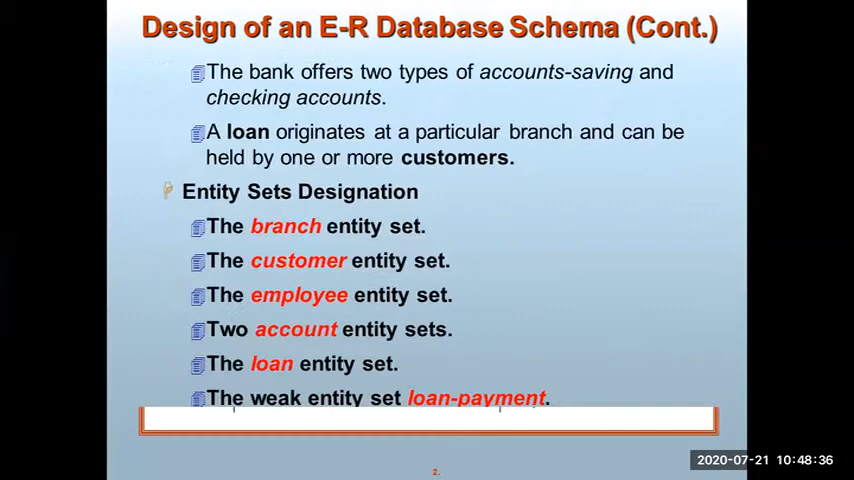 Design of an E-R Database Schema (Cont.)
The bank offers two types of accounts-saving and
checking accounts.
A loan originates at a particular branch and can be
held by one or more customers.
Entity Sets Designation
The branch entity set.
The customer entity set.
The employee entity set.
Two account entity sets.
The loan entity set.
The weak entity set loan-payment.
2.
2020-07-21 10:48:36